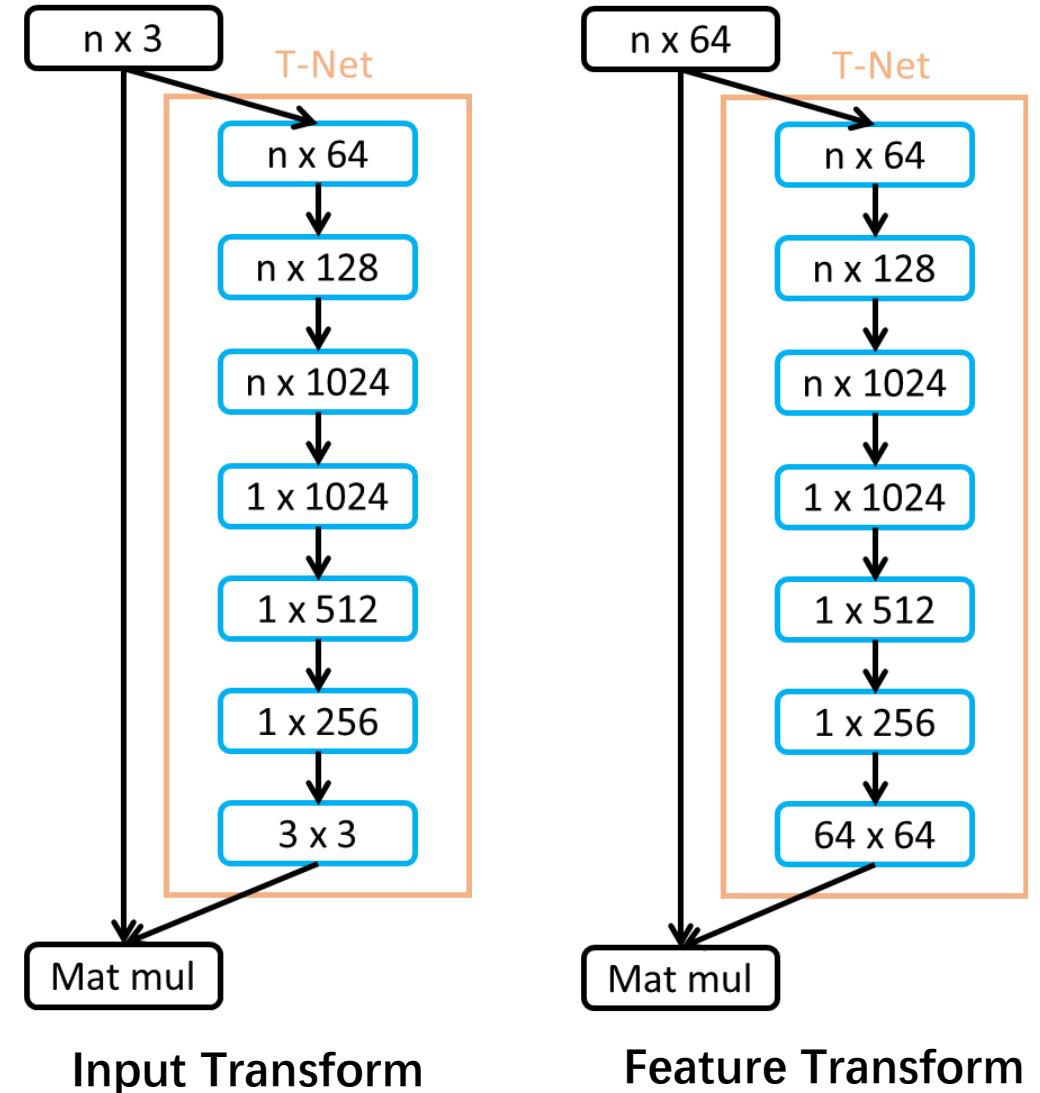 n x 3
T-Net
n x 64
n x 128
n x 1024
1 x 1024
1 x 512
1 x 256
3 x 3
Mat mul
Input Transform
n x 64
T-Net
n x 64
n x 128
n x 1024
1 x 1024
1 x 512
1 x 256
64 x 64
Mat mul
Feature Transform